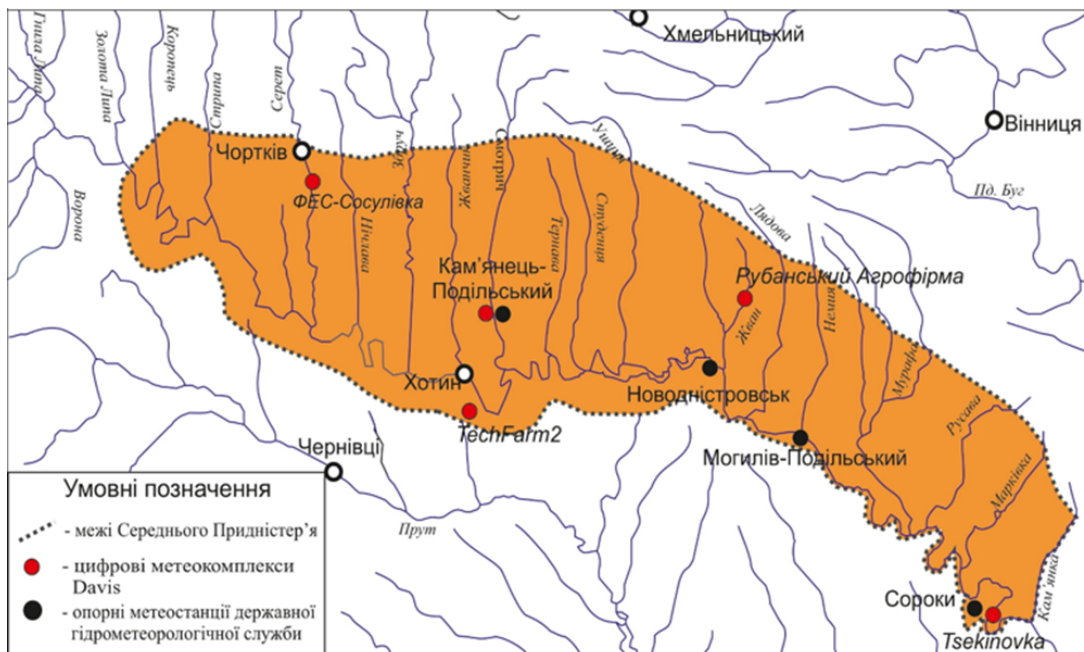 Гнила Липа
Золота Липа
Коропець
Стрипа
Серет
Збруч
Жванчик
Смотрич
Ушиця
Хмельницький
Вінниця
Пд. Буг
Ворона
Чортків
ФЕС-Сосулівка
Нічлава
Тернава
Студениця
Лядова
Кам’янець-
Подільський
Рубанський Агрофірма
Жван
Немия
Мурафа
Хотин
Новодністровськ
Русава
TechFarm2
Чернівці
Могилів-Подільський
Марківка
Прут
Сороки
Кам’янка
Tsekinovka
Умовні позначення
- межі Середнього Придністер’я
- цифрові метеокомплекси
Davis
- опорні метеостанції державної
гідрометеорологічної служби